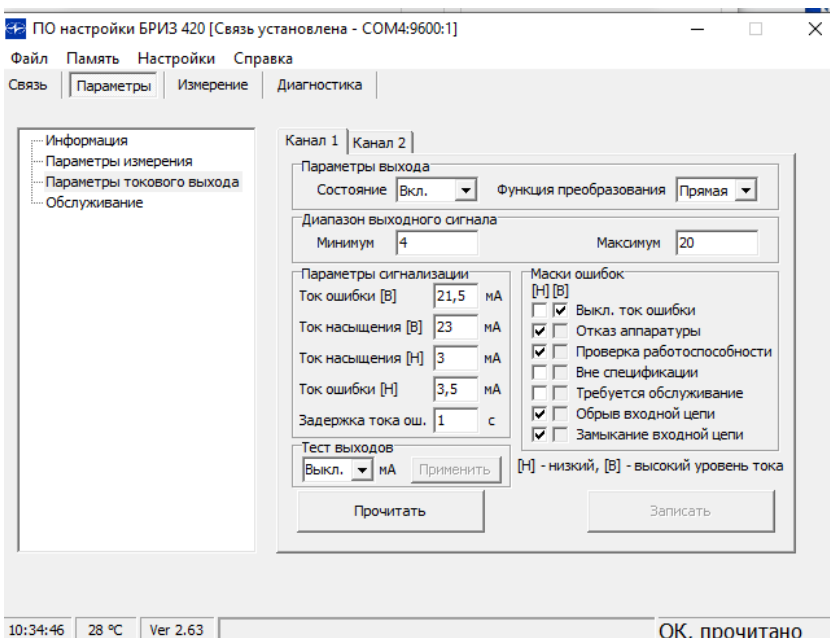 ПО настройки БРИЗ 420 [Связь установлена - COM4:9600:1]
Файл Память Настройки Справка
Связь Параметры Измерение Диагностика
Информация
Параметры измерения
Параметры токового выхода
Обслуживание
Канал 1 Канал 2
Параметры выхода
Состояние Вкл. Функция преобразования Прямая
Диапазон выходного сигнала
Минимум 4 Максимум 20
Параметры сигнализации
Ток ошибки [В] 21,5 мА
Ток насыщения [В] 23 мА
Ток насыщения [Н] 3 мА
Ток ошибки [Н] 3,5 мА
Задержка тока ош. 1 с
Маски ошибок
[Н] [В]
Выкл. ток ошибки
Отказ аппаратуры
Проверка работоспособности
Вне спецификации
Требуется обслуживание
Обрыв входной цепи
Замыкание входной цепи
Тест выходов
Выкл. мА Применить
[Н] - низкий, [В] - высокий уровень тока
Прочитать Записать
10:34:46 28 ºC Ver 2.63 ОК, прочитано